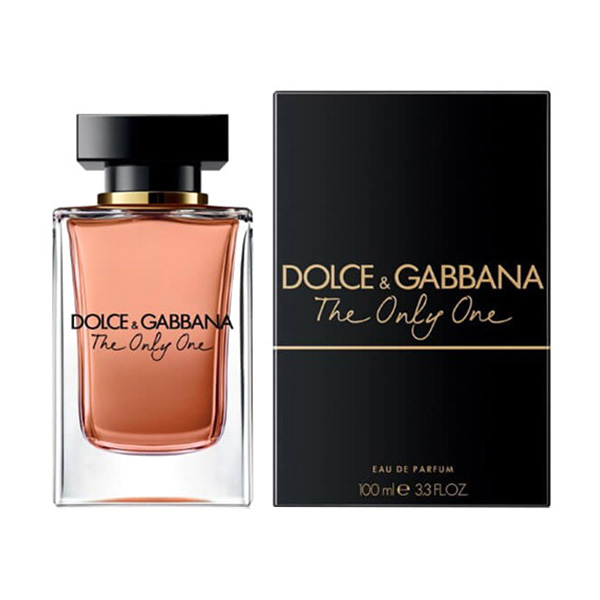 DOLCE & GABBANA
The Only One
DOLCE & GABBANA
The Only One
EAU DE PARFUM
100 ml e 3.3 FL.OZ.